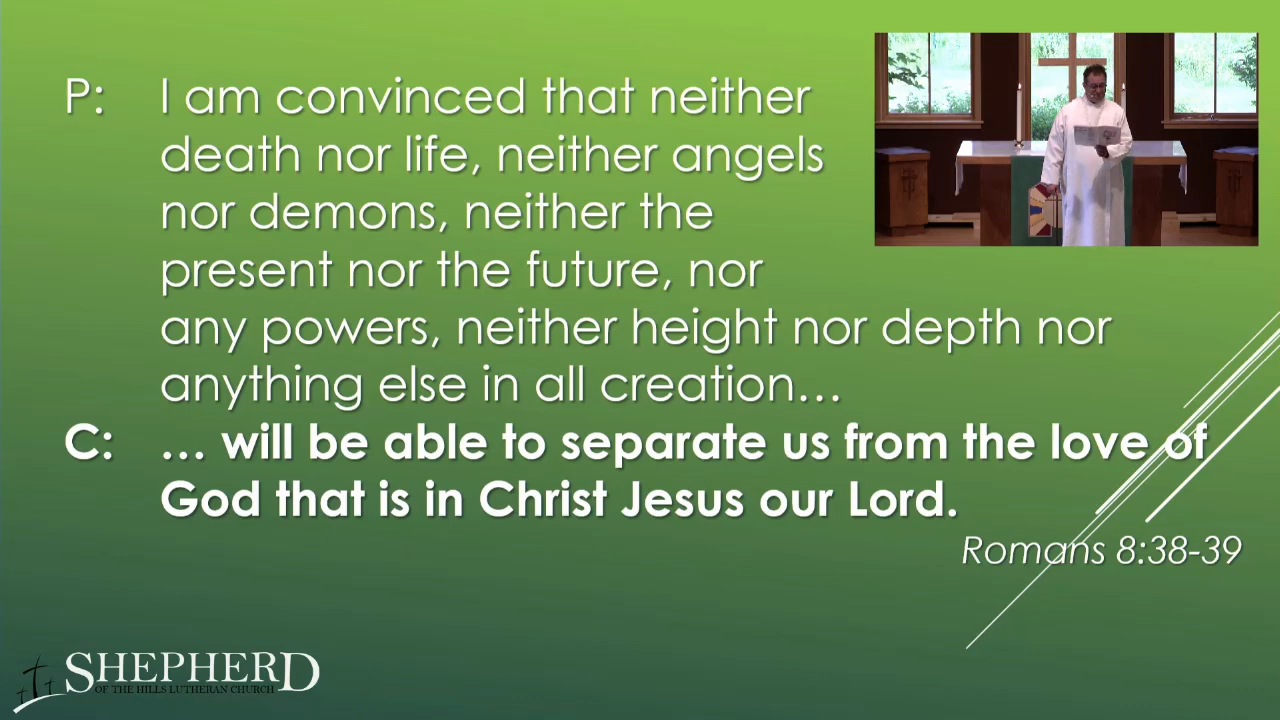 P: I am convinced that neither
death nor life, neither angels
nor demons, neither the
present nor the future, nor
any powers, neither height nor depth nor
anything else in all creation…
C: … will be able to separate us from the love of
God that is in Christ Jesus our Lord.
Romans 8:38-39
SHEPHERD
OF THE HILLS LUTHERAN CHURCH